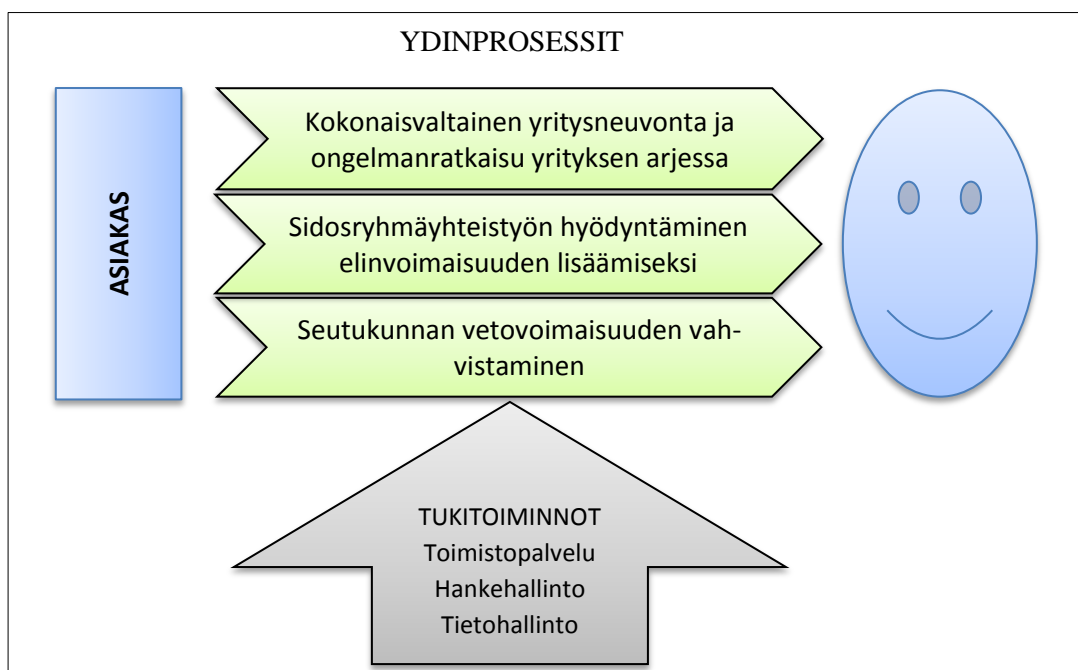 YDINPROSESSIT
ASIAKAS
Kokonaisvaltainen yritysneuvonta ja
ongelmanratkaisu yrityksen arjessa
Sidosryhmäyhteistyön hyödyntäminen
elinvoimaisuuden lisäämiseksi
Seutukunnan vetovoimaisuuden vah-
vistaminen
TUKITOIMINNOT
Toimistopalvelu
Hankehallinto
Tietohallinto